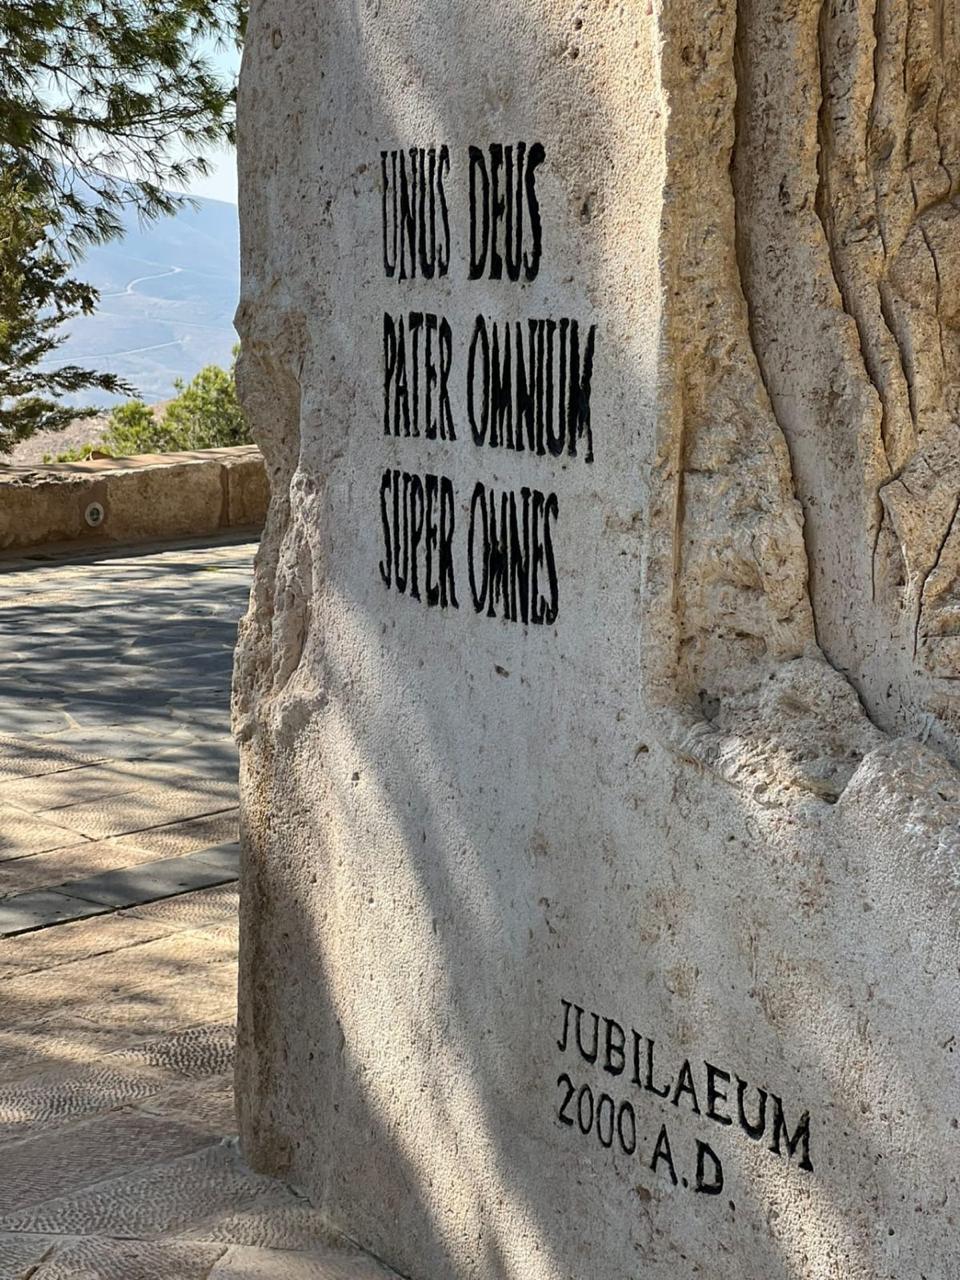 UNUS DEUS
PATER OMNIUM
SUPER OMNES
JUBILAEUM
2000 A.D.